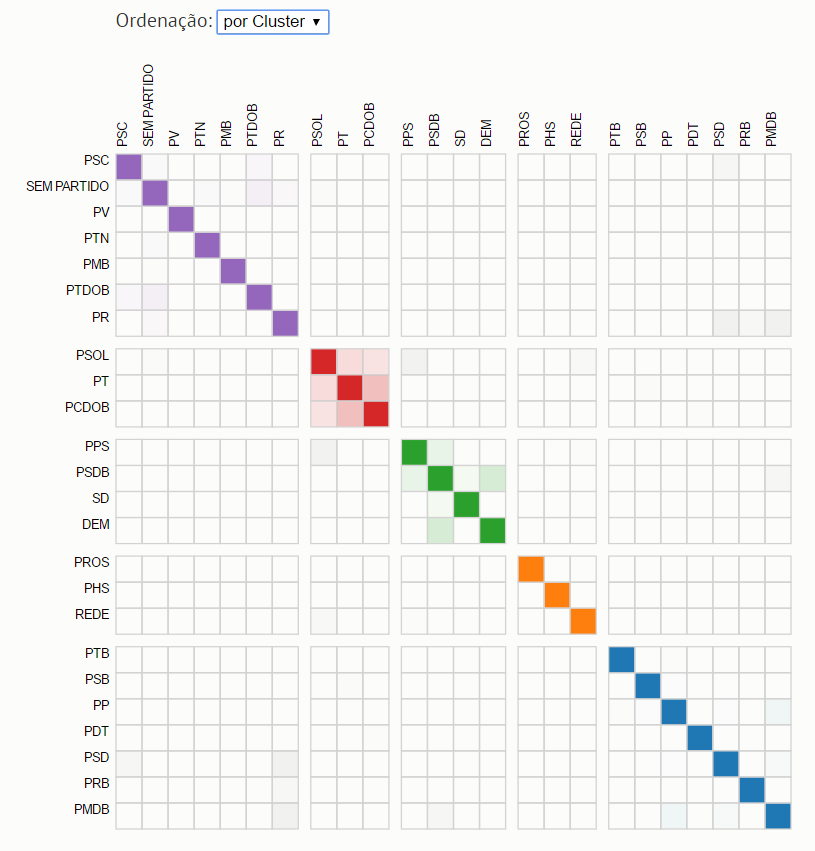 Ordenação: por Cluster
PSC SEM PARTIDO PV PTN PMB PTDOB PR PSOL PT PCDOB PPS PSDB SD DEM PROS PHS REDE PTB PSB PP PDT PSD PRB PMDB
PSC
SEM PARTIDO
PV
PTN
PMB
PTDOB
PR
PSOL
PT
PCDOB
PPS
PSDB
SD
DEM
PROS
PHS
REDE
PTB
PSB
PP
PDT
PSD
PRB
PMDB